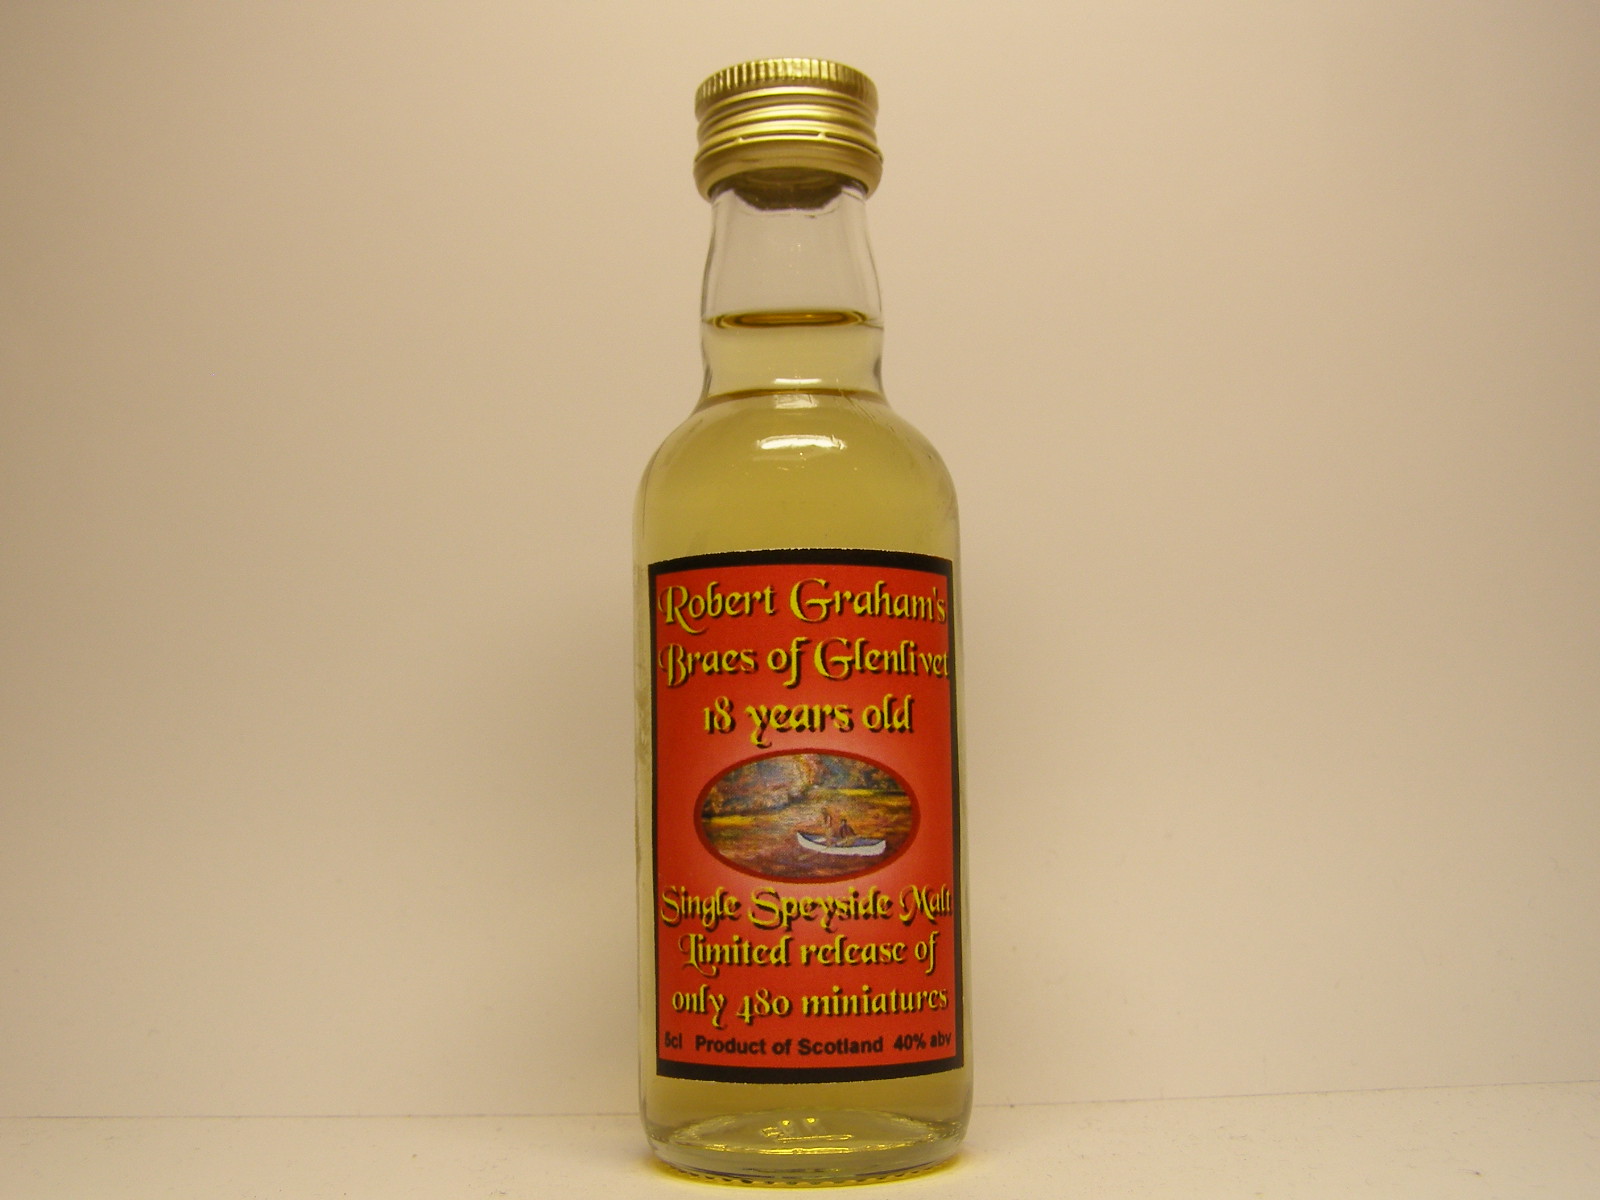 Robert Graham's
Braes of Glenlivet
18 years old
Single Speyside Malt
Limited release of
only 480 miniatures
5cl Product of Scotland 40% abv